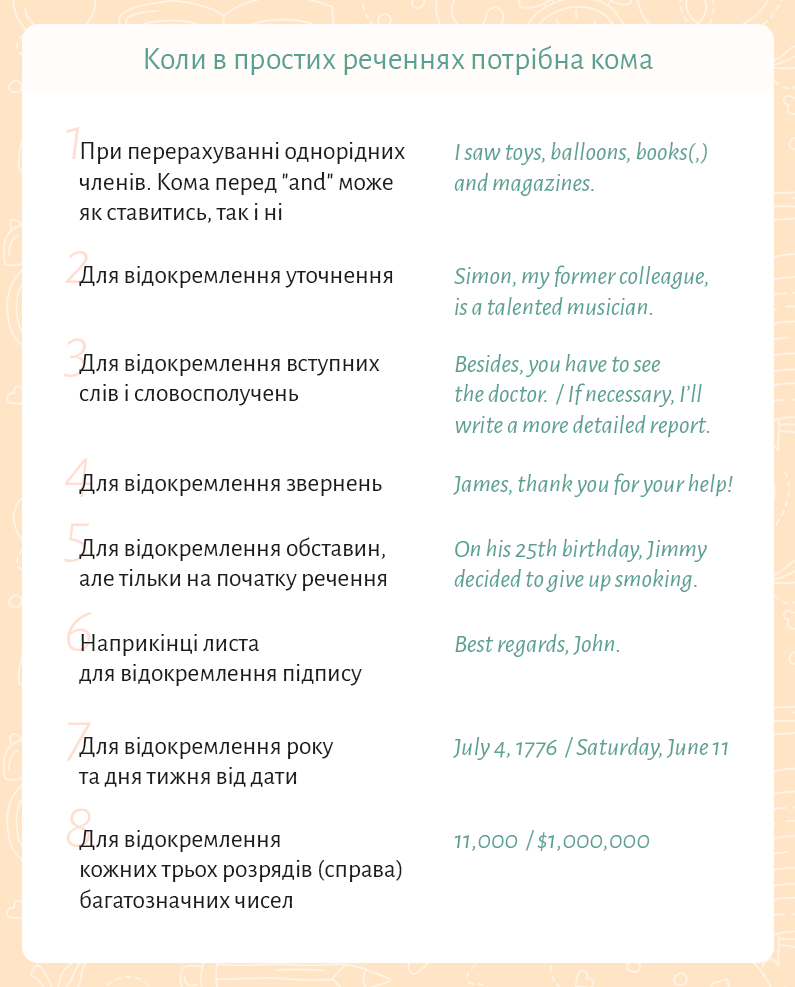 Коли в простих реченнях потрібна кома
1
При перерахуванні однорідних
членів. Кома перед "and" може
як ставитись, так і ні
I saw toys, balloons, books(,)
and magazines.
2
Для відокремлення уточнення
Simon, my former colleague,
is a talented musician.
3
Для відокремлення вступних
слів і словосполучень
Besides, you have to see
the doctor. / If necessary, I’ll
write a more detailed report.
4
Для відокремлення звернень
James, thank you for your help!
5
Для відокремлення обставин,
але тільки на початку речення
On his 25th birthday, Jimmy
decided to give up smoking.
6
Наприкінці листа
для відокремлення підпису
Best regards, John.
7
Для відокремлення року
та дня тижня від дати
July 4, 1776 / Saturday, June 11
8
Для відокремлення
кожних трьох розрядів (справа)
багатозначних чисел
11,000 / $1,000,000